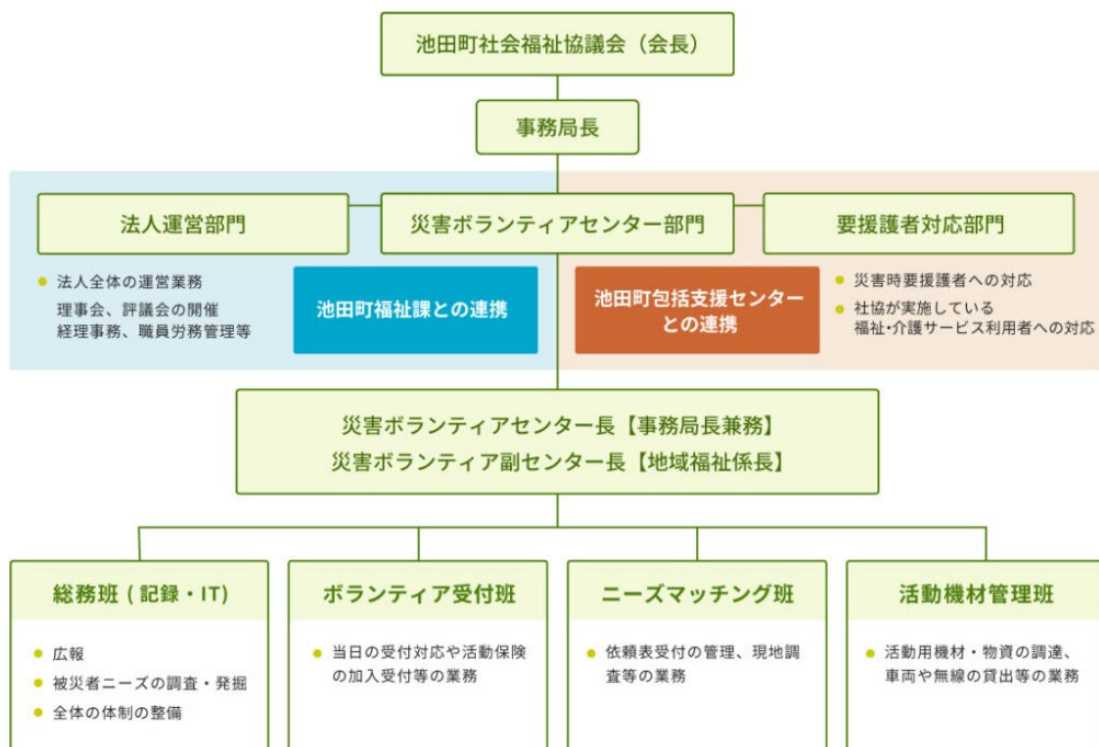 池田町社会福祉協議会（会長）
事務局長
法人運営部門
災害ボランティアセンター部門
要援護者対応部門
法人全体の運営業務
理事会、評議会の開催
経理事務、職員労務管理等
池田町福祉課との連携
池田町包括支援センター
との連携
災害時要援護者への対応
社協が実施している
福祉・介護サービス利用者への対応
災害ボランティアセンター長【事務局長兼務】
災害ボランティア副センター長【地域福祉係長】
総務班 ( 記録・IT)
広報
被災者ニーズの調査・発掘
全体の体制の整備
ボランティア受付班
当日の受付対応や活動保険
の加入受付等の業務
ニーズマッチング班
依頼表受付の管理、現地調
査等の業務
活動機材管理班
活動用機材・物資の調達、
車両や無線の貸出等の業務